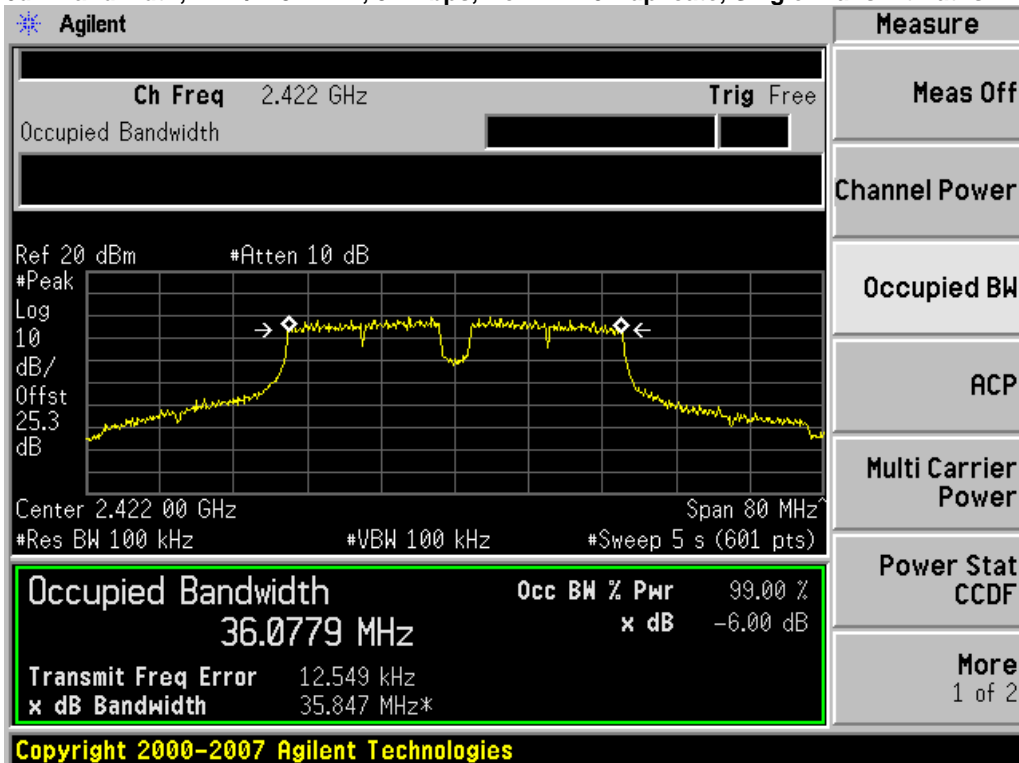 Agilent
Measure
Ch Freq 2.422 GHz Trig Free
Occupied Bandwidth
Meas Off
Channel Power
Occupied BW
ACP
Multi Carrier
Power
Power Stat
CCDF
More
1 of 2
Ref 20 dBm #Atten 10 dB
#Peak
Log
10
dB/
Offst
25.3
dB
Center 2.422 00 GHz Span 80 MHz^
#Res BW 100 kHz #VBW 100 kHz #Sweep 5 s (601 pts)
Occupied Bandwidth Occ BW % Pwr 99.00 %
36.0779 MHz x dB -6.00 dB
Transmit Freq Error 12.549 kHz
x dB Bandwidth 35.847 MHz*
Copyright 2000-2007 Agilent Technologies